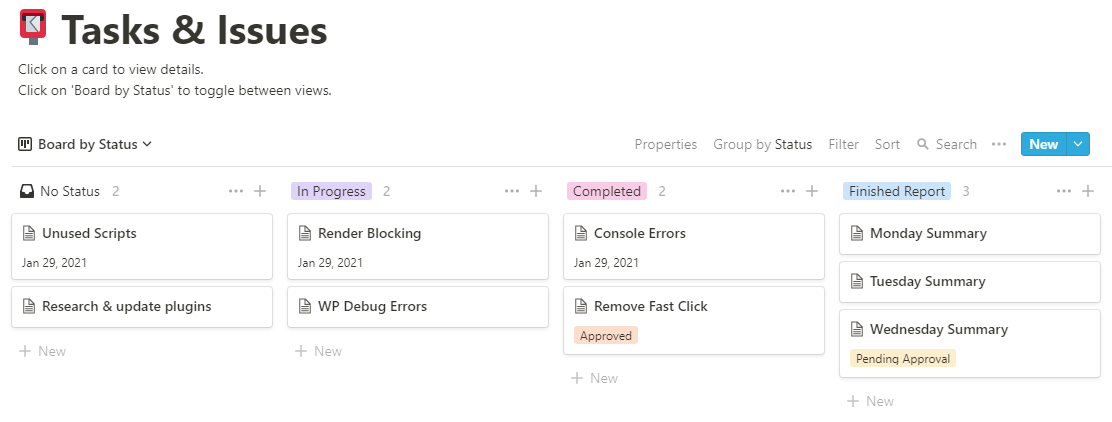 Tasks & Issues
Click on a card to view details.
Click on 'Board by Status' to toggle between views.
Board by Status
Properties Group by Status Filter Sort Search New
No Status 2
Unused Scripts
Jan 29, 2021
Research & update plugins
New
In Progress 2
Render Blocking
Jan 29, 2021
WP Debug Errors
New
Completed 2
Console Errors
Jan 29, 2021
Remove Fast Click
Approved
New
Finished Report 3
Monday Summary
Tuesday Summary
Wednesday Summary
Pending Approval
New